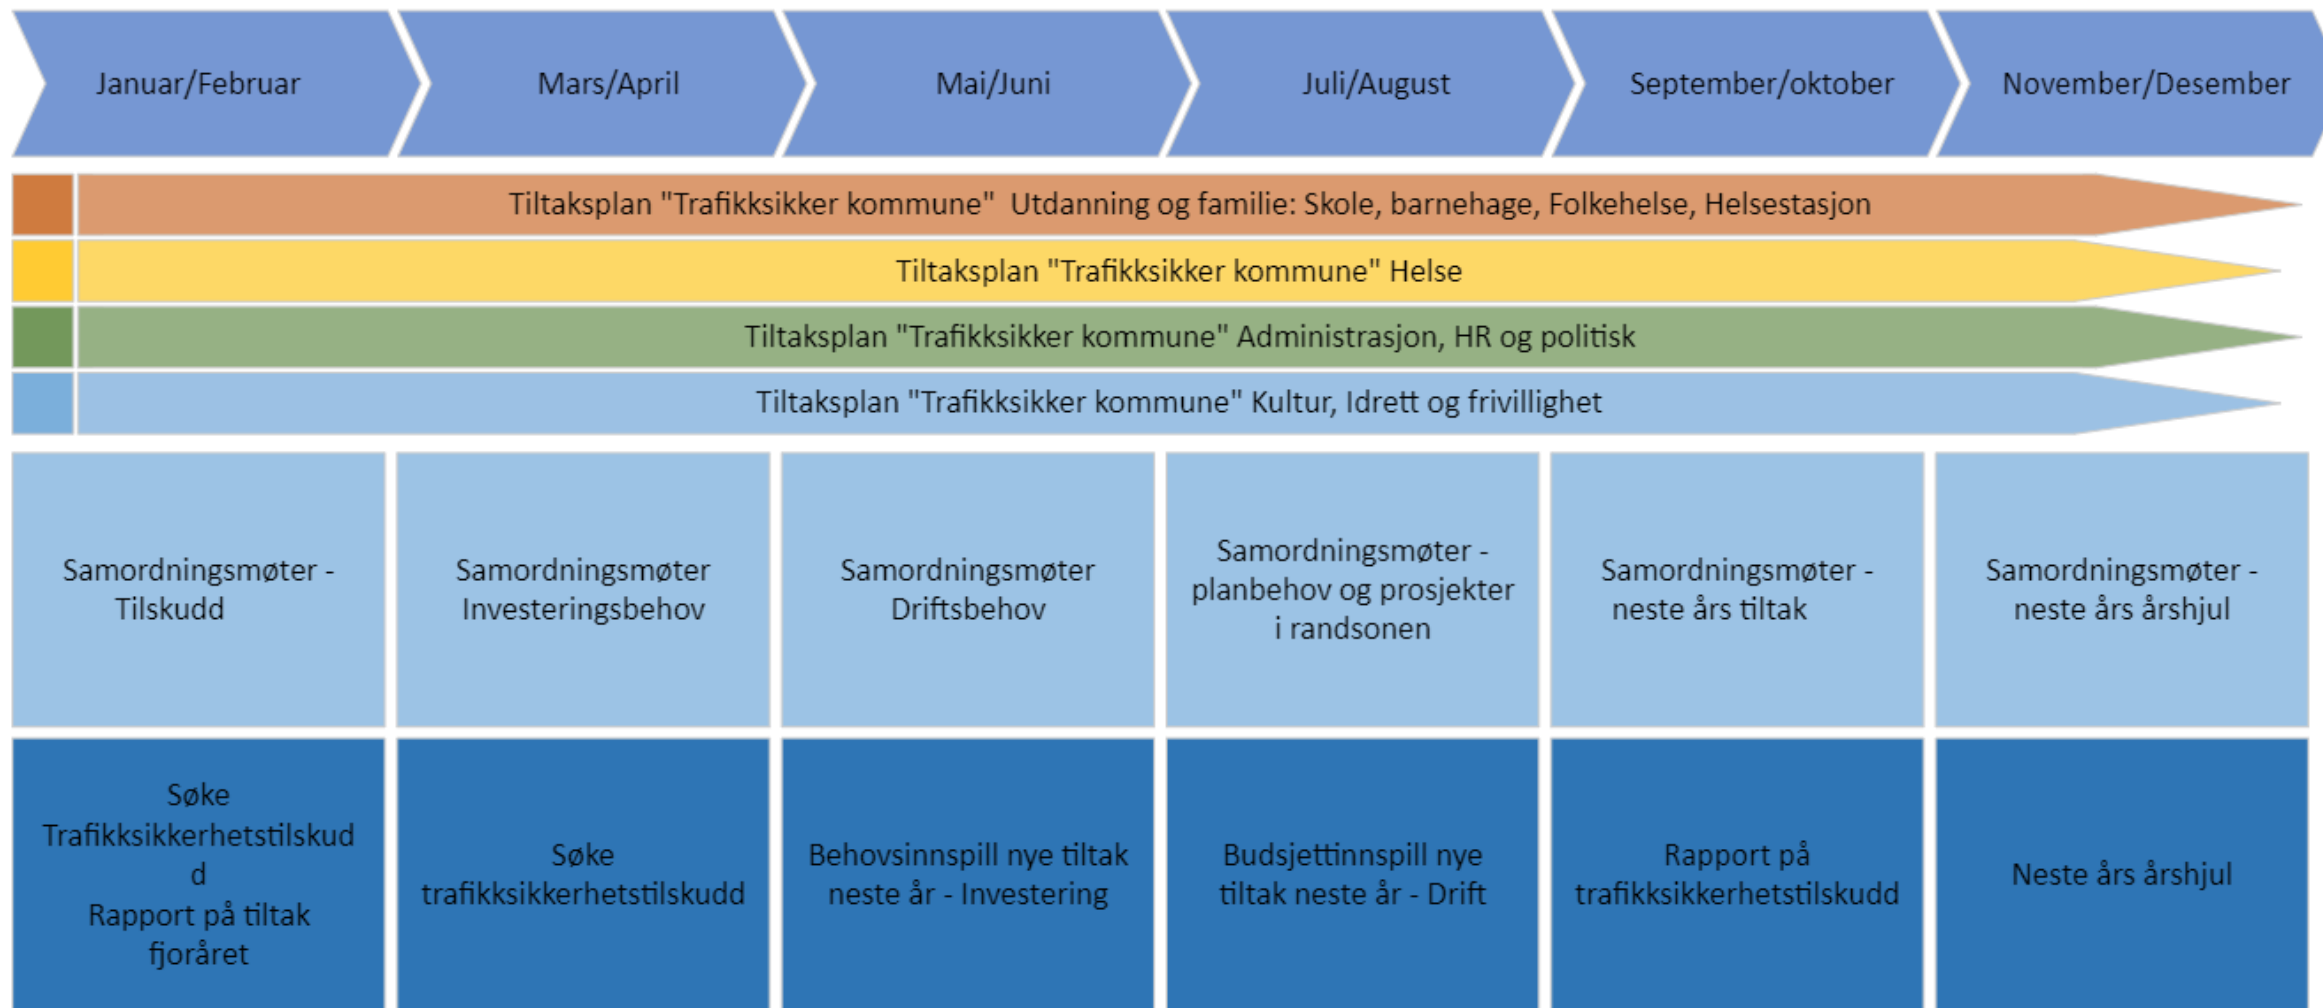 Januar/Februar
Mars/April
Mai/Juni
Juli/August
September/oktober
November/Desember
Tiltaksplan "Trafikksikker kommune"  Utdanning og familie: Skole, barnehage, Folkehelse, Helsestasjon
Tiltaksplan "Trafikksikker kommune" Helse
Tiltaksplan "Trafikksikker kommune" Administrasjon, HR og politisk
Tiltaksplan "Trafikksikker kommune" Kultur, Idrett og frivillighet
Samordningsmøter -
Tilskudd
Samordningsmøter
Investeringsbehov
Samordningsmøter
Driftsbehov
Samordningsmøter -
planbehov og prosjekter
i randsonen
Samordningsmøter -
neste års tiltak
Samordningsmøter -
neste års årshjul
Søke
Trafikksikkerhetstilskud
d
Rapport på tiltak
fjoråret
Søke
trafikksikkerhetstilskudd
Behovsinnspill nye tiltak
neste år - Investering
Budsjettinnspill nye
tiltak neste år - Drift
Rapport på
trafikksikkerhetstilskudd
Neste års årshjul